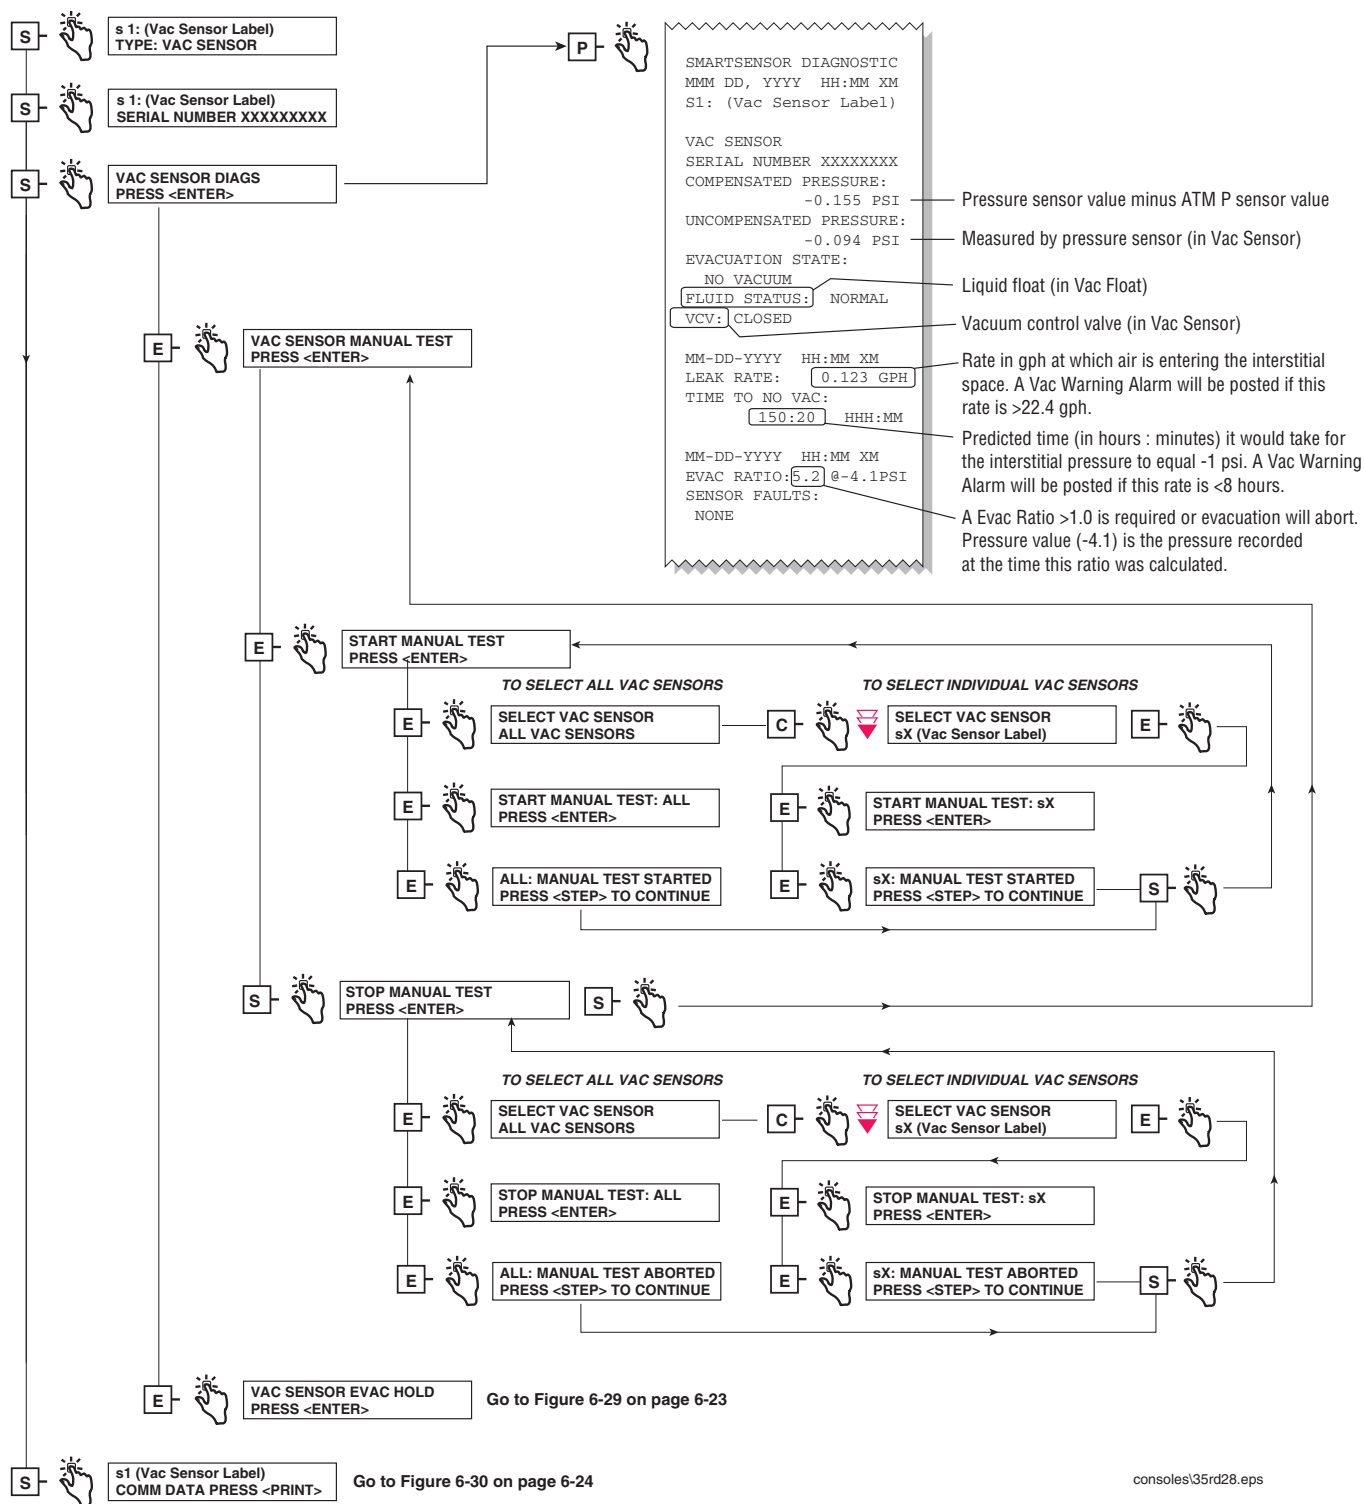 S
s 1: (Vac Sensor Label)
TYPE: VAC SENSOR
S
s 1: (Vac Sensor Label)
SERIAL NUMBER XXXXXXXXX
S
VAC SENSOR DIAGS
PRESS <ENTER>
P
SMARTSENSOR DIAGNOSTIC
MMM DD, YYYY HH:MM XM
S1: (Vac Sensor Label)
VAC SENSOR
SERIAL NUMBER XXXXXXXX
COMPENSATED PRESSURE:
-0.155 PSI
UNCOMPENSATED PRESSURE:
-0.094 PSI
EVACUATION STATE:
NO VACUUM
FLUID STATUS: NORMAL
VCV: CLOSED
MM-DD-YYYY HH:MM XM
LEAK RATE: 0.123 GPH
TIME TO NO VAC:
150:20 HHH:MM
MM-DD-YYYY HH:MM XM
EVAC RATIO:5.2 @-4.1PSI
SENSOR FAULTS:
NONE
Pressure sensor value minus ATM P sensor value
Measured by pressure sensor (in Vac Sensor)
Liquid float (in Vac Float)
Vacuum control valve (in Vac Sensor)
Rate in gph at which air is entering the interstitial
space. A Vac Warning Alarm will be posted if this
rate is >22.4 gph.
Predicted time (in hours : minutes) it would take for
the interstitial pressure to equal -1 psi. A Vac Warning
Alarm will be posted if this rate is <8 hours.
A Evac Ratio >1.0 is required or evacuation will abort.
Pressure value (-4.1) is the pressure recorded
at the time this ratio was calculated.
E
VAC SENSOR MANUAL TEST
PRESS <ENTER>
E
START MANUAL TEST
PRESS <ENTER>
TO SELECT ALL VAC SENSORS
TO SELECT INDIVIDUAL VAC SENSORS
E
SELECT VAC SENSOR
ALL VAC SENSORS
C
SELECT VAC SENSOR
sX (Vac Sensor Label)
E
E
START MANUAL TEST: ALL
PRESS <ENTER>
E
START MANUAL TEST: sX
PRESS <ENTER>
E
ALL: MANUAL TEST STARTED
PRESS <STEP> TO CONTINUE
E
sX: MANUAL TEST STARTED
PRESS <STEP> TO CONTINUE
S
S
STOP MANUAL TEST
PRESS <ENTER>
S
TO SELECT ALL VAC SENSORS
TO SELECT INDIVIDUAL VAC SENSORS
E
SELECT VAC SENSOR
ALL VAC SENSORS
C
SELECT VAC SENSOR
sX (Vac Sensor Label)
E
E
STOP MANUAL TEST: ALL
PRESS <ENTER>
E
STOP MANUAL TEST: sX
PRESS <ENTER>
E
ALL: MANUAL TEST ABORTED
PRESS <STEP> TO CONTINUE
E
sX: MANUAL TEST ABORTED
PRESS <STEP> TO CONTINUE
S
E
VAC SENSOR EVAC HOLD
PRESS <ENTER>
Go to Figure 6-29 on page 6-23
S
s1 (Vac Sensor Label)
COMM DATA PRESS <PRINT>
Go to Figure 6-30 on page 6-24
consoles\35rd28.eps